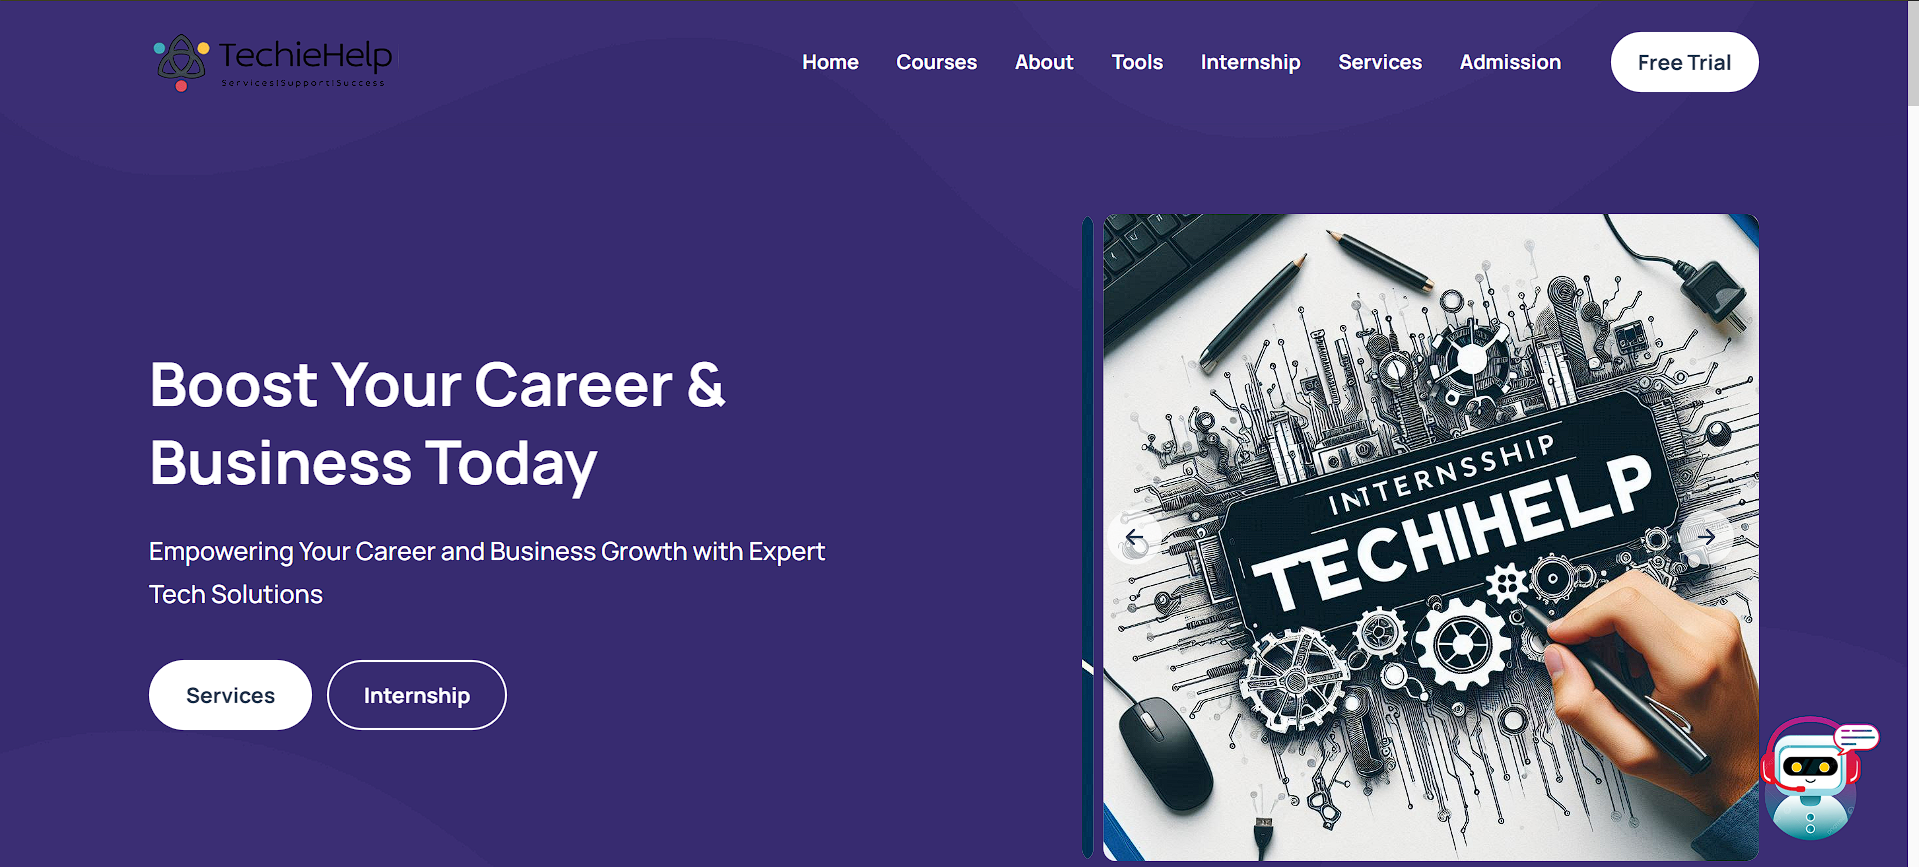 TechieHelp
Services|Support|Success
Home Courses About Tools Internship Services Admission Free Trial
Boost Your Career &
Business Today
Empowering Your Career and Business Growth with Expert
Tech Solutions
Services Internship
INTTERNSSHIP
TECHIHELP